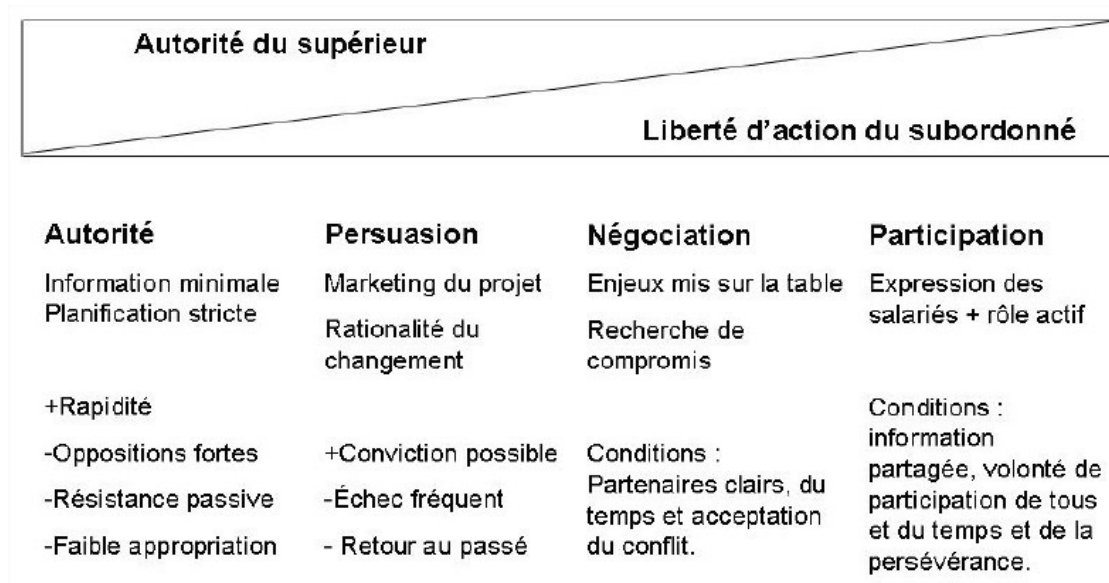 Autorité du supérieur
Liberté d'action du subordonné
Autorité
Information minimale
Planification stricte
+Rapidité
-Oppositions fortes
-Résistance passive
-Faible appropriation
Persuasion
Marketing du projet
Rationalité du
changement
+Conviction possible
-Échec fréquent
- Retour au passé
Négociation
Enjeux mis sur la table
Recherche de
compromis
Conditions :
Partenaires clairs, du
temps et acceptation
du conflit.
Participation
Expression des
salariés + rôle actif
Conditions :
information
partagée, volonté de
participation de tous
et du temps et de la
persévérance.